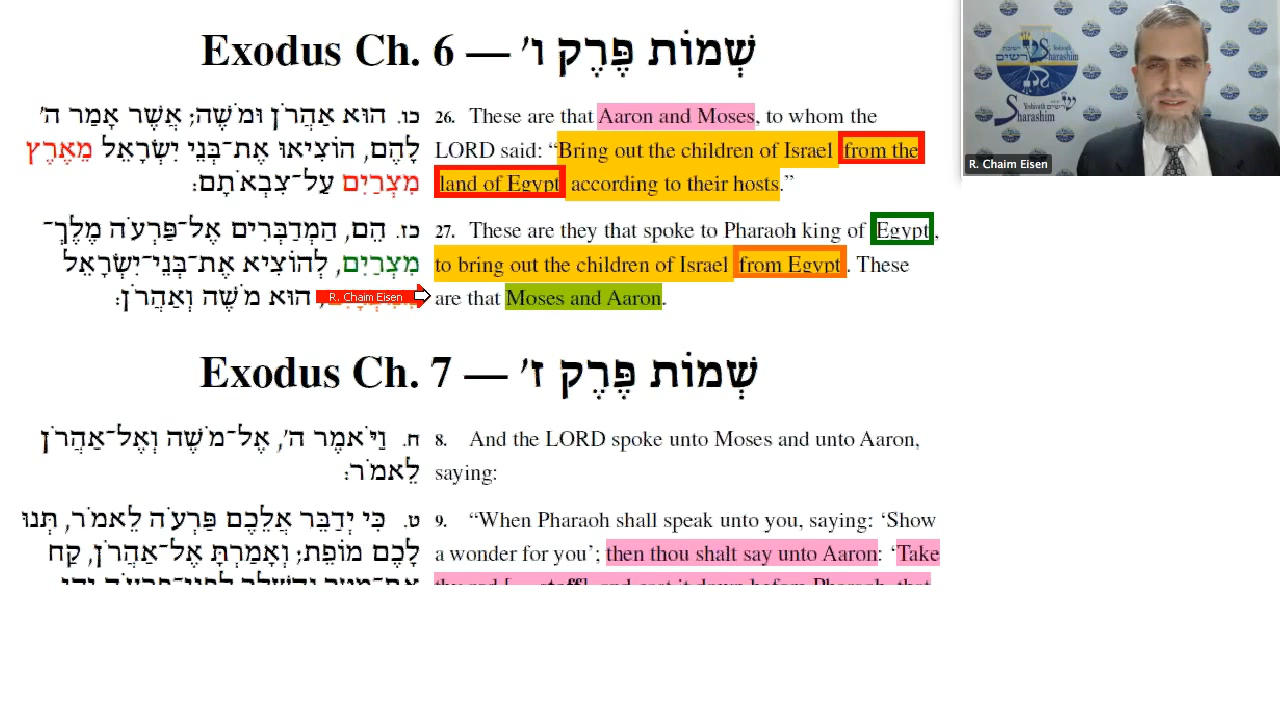 Exodus Ch. 6 — שְׁמוֹת פֶּרֶק ו׳
כו. הוּא אַהֲרֹן וּמֹשֶׁה; אֲשֶׁר אָמַר ה׳
לָהֶם, הוֹצִיאוּ אֶת־בְּנֵי יִשְׂרָאֵל מֵאֶרֶץ
מִצְרַיִם עַל־צִבְאֹתָם:
26. These are that Aaron and Moses, to whom the
LORD said: “Bring out the children of Israel from the
land of Egypt according to their hosts.”
כז. הֵם, הַמְדַבְּרִים אֶל־פַּרְעֹה מֶלֶךְ־
מִצְרַיִם, לְהוֹצִיא אֶת־בְּנֵי־יִשְׂרָאֵל
הוּא מֹשֶׁה וְאַהֲרֹן:
R. Chaim Eisen
27. These are they that spoke to Pharaoh king of Egypt,
to bring out the children of Israel from Egypt. These
are that Moses and Aaron.
Exodus Ch. 7 — שְׁמוֹת פֶּרֶק ז׳
ח. וַיֹּאמֶר ה׳, אֶל־מֹשֶׁה וְאֶל־אַהֲרֹן
לֵאמֹר:
8. And the LORD spoke unto Moses and unto Aaron,
saying:
ט. כִּי יְדַבֵּר אֲלֵכֶם פַּרְעֹה לֵאמֹר, תְּנוּ
לָכֶם מוֹפֵת; וְאָמַרְתָּ אֶל־אַהֲרֹן, קַח
9. “When Pharaoh shall speak unto you, saying: ‘Show
a wonder for you’; then thou shalt say unto Aaron: ‘Take
Yeshivath
Sharashim
Yeshivath שרשים
Sharashim
R. Chaim Eisen